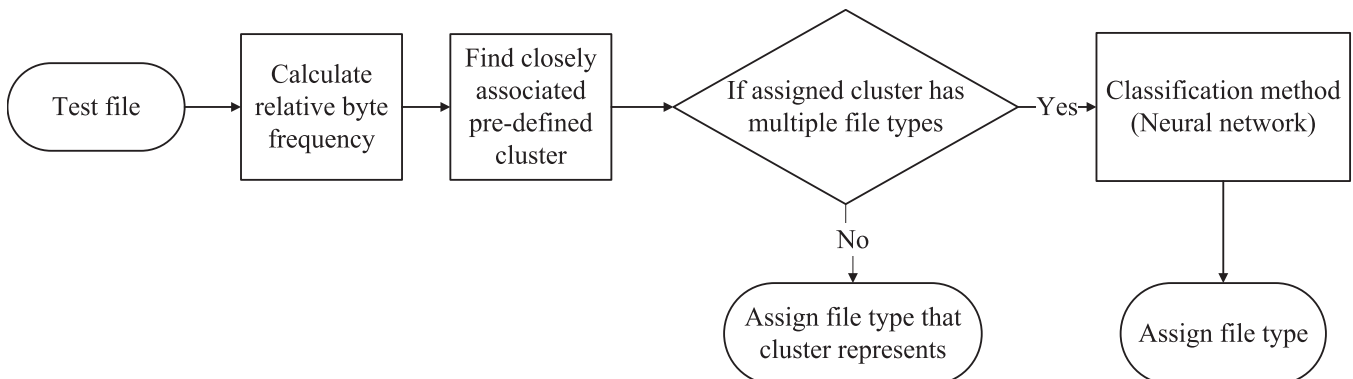 Test file
Calculate
relative byte
frequency
Find closely
associated
pre-defined
cluster
If assigned cluster has
multiple file types
Yes
Classification method
(Neural network)
No
Assign file type that
cluster represents
Assign file type